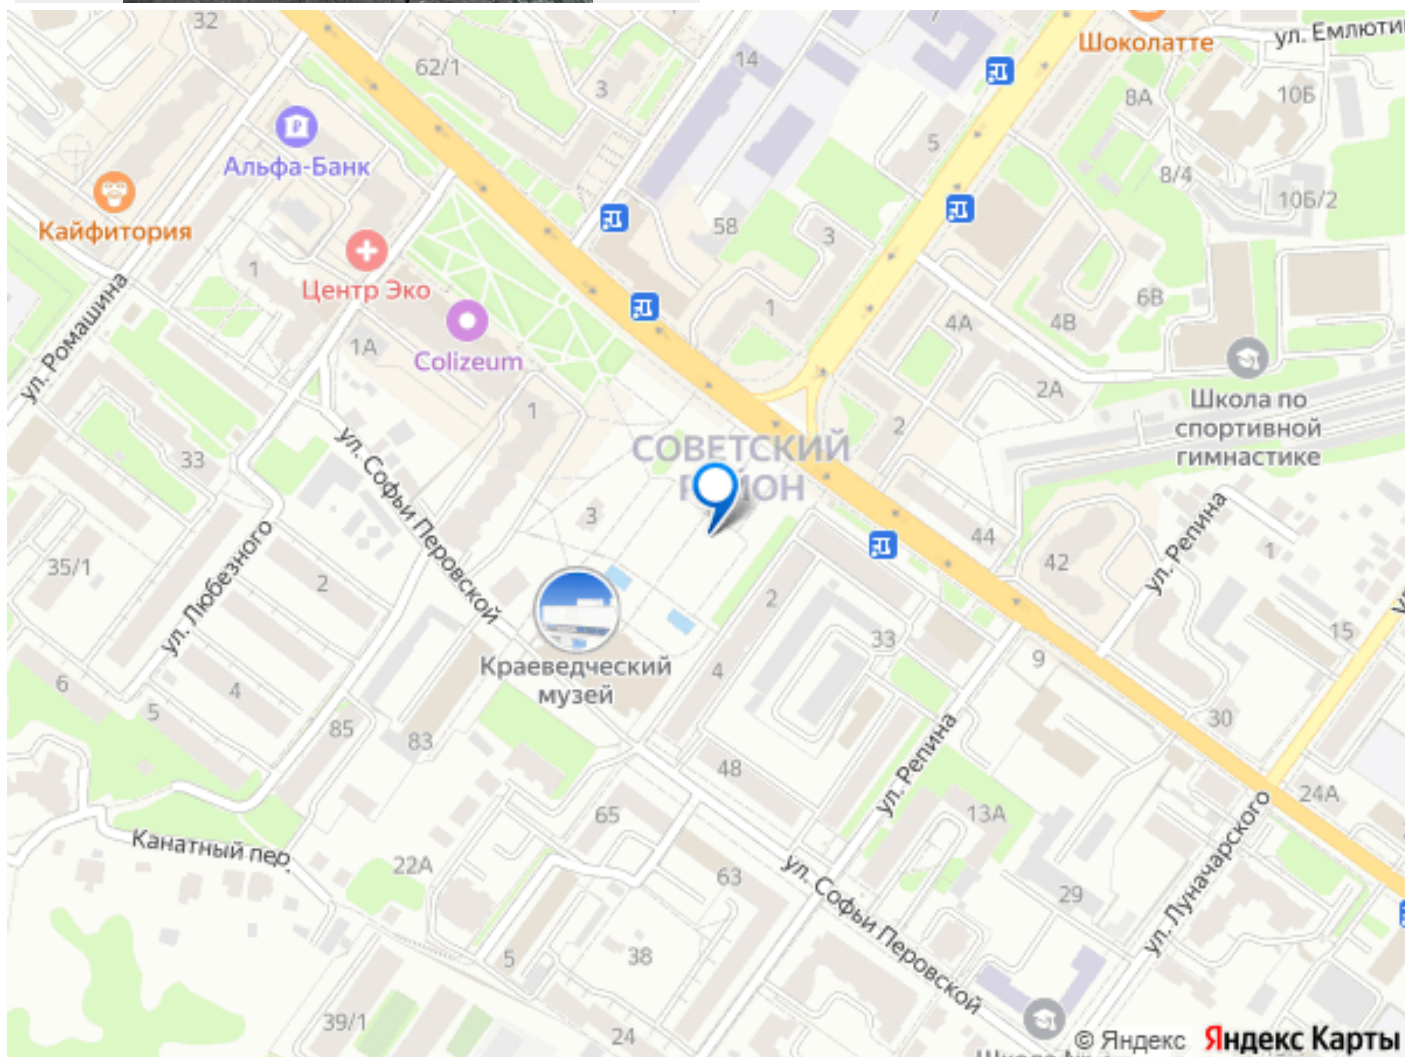 32
62/1
3
14
Шоколатте
ул. Емлюти
8А
10Б
Альфа-Банк
5
8/4
10Б/2
Кайфитория
58
3
1
Центр Эко
ул. Ромашина
1
6В
4А
4В
Colizeum
1А
2А
Школа по
спортивной
гимнастике
1
2
СОВЕТСКИЙ
33
ул. Софьи Перовской
3
44
42
ул. Репина
1
35/1
ул. Любезного
2
2
15
Краеведческий
музей
33
9
4
6
5
4
85
83
30
48
ул. Репина
24А
65
13А
Канатный пер.
22А
63
ул. Софьи Перовской
29
ул. Луначарского
5
38
39/1
24
© Яндекс Яндекс Карты